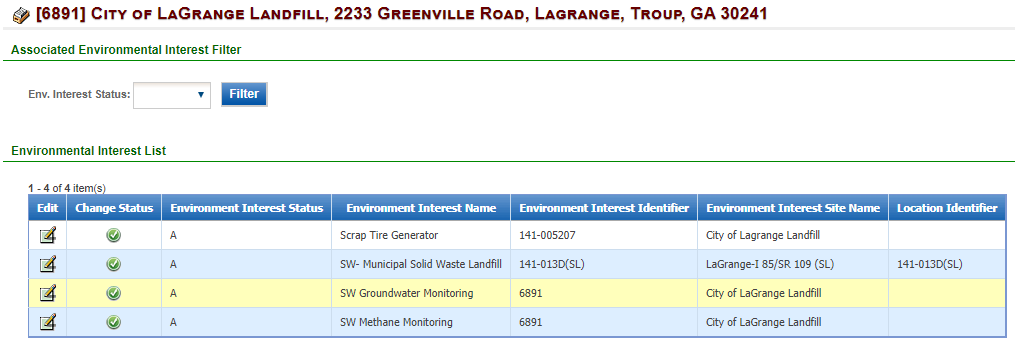 [6891] City of LaGrange Landfill, 2233 Greenville Road, Lagrange, Troup, GA 30241
Associated Environmental Interest Filter
Env. Interest Status: Filter
Environmental Interest List
1 - 4 of 4 item(s)
Edit Change Status Environment Interest Status Environment Interest Name Environment Interest Identifier Environment Interest Site Name Location Identifier
A Scrap Tire Generator 141-005207 City of Lagrange Landfill
A SW- Municipal Solid Waste Landfill 141-013D(SL) LaGrange-I 85/SR 109 (SL) 141-013D(SL)
A SW Groundwater Monitoring 6891 City of LaGrange Landfill
A SW Methane Monitoring 6891 City of LaGrange Landfill